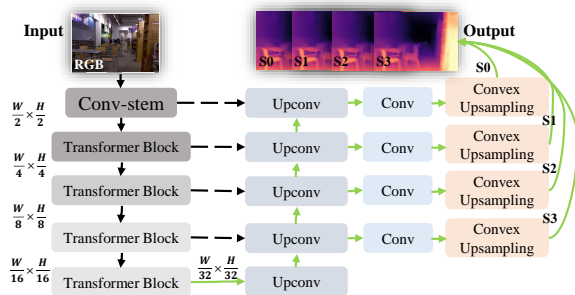 Input
RGB
S0
S1
S2
S3
Output
S0
Conv-stem
Upconv
Conv
Convex
Upsampling
W/2 × H/2
S1
Transformer Block
Upconv
Conv
Convex
Upsampling
W/4 × H/4
S2
Transformer Block
Upconv
Conv
Convex
Upsampling
W/8 × H/8
S3
Transformer Block
Upconv
Conv
Convex
Upsampling
W/16 × H/16
Transformer Block
W/32 × H/32
Upconv